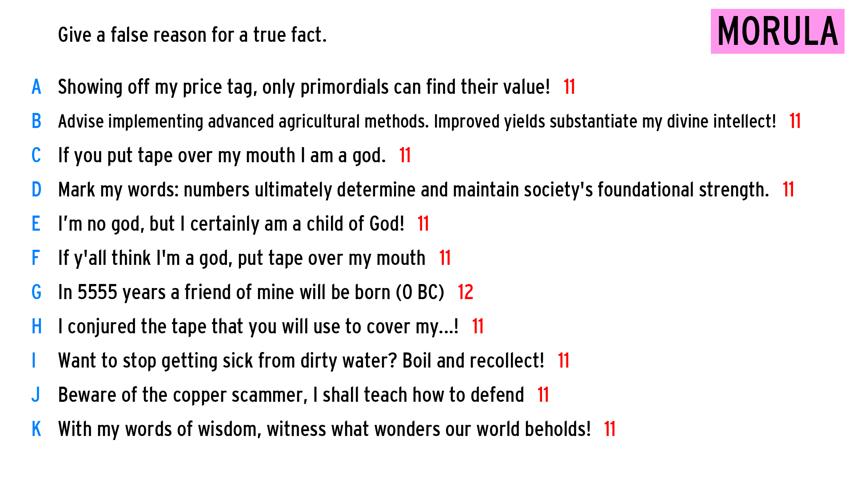 Give a false reason for a true fact.
MORULA
A Showing off my price tag, only primordials can find their value! 11
B Advise implementing advanced agricultural methods. Improved yields substantiate my divine intellect! 11
C If you put tape over my mouth I am a god. 11
D Mark my words: numbers ultimately determine and maintain society's foundational strength. 11
E I'm no god, but I certainly am a child of God! 11
F If y'all think I'm a god, put tape over my mouth 11
G In 5555 years a friend of mine will be born (0 BC) 12
H I conjured the tape that you will use to cover my...! 11
I Want to stop getting sick from dirty water? Boil and recollect! 11
J Beware of the copper scammer, I shall teach how to defend 11
K With my words of wisdom, witness what wonders our world beholds! 11